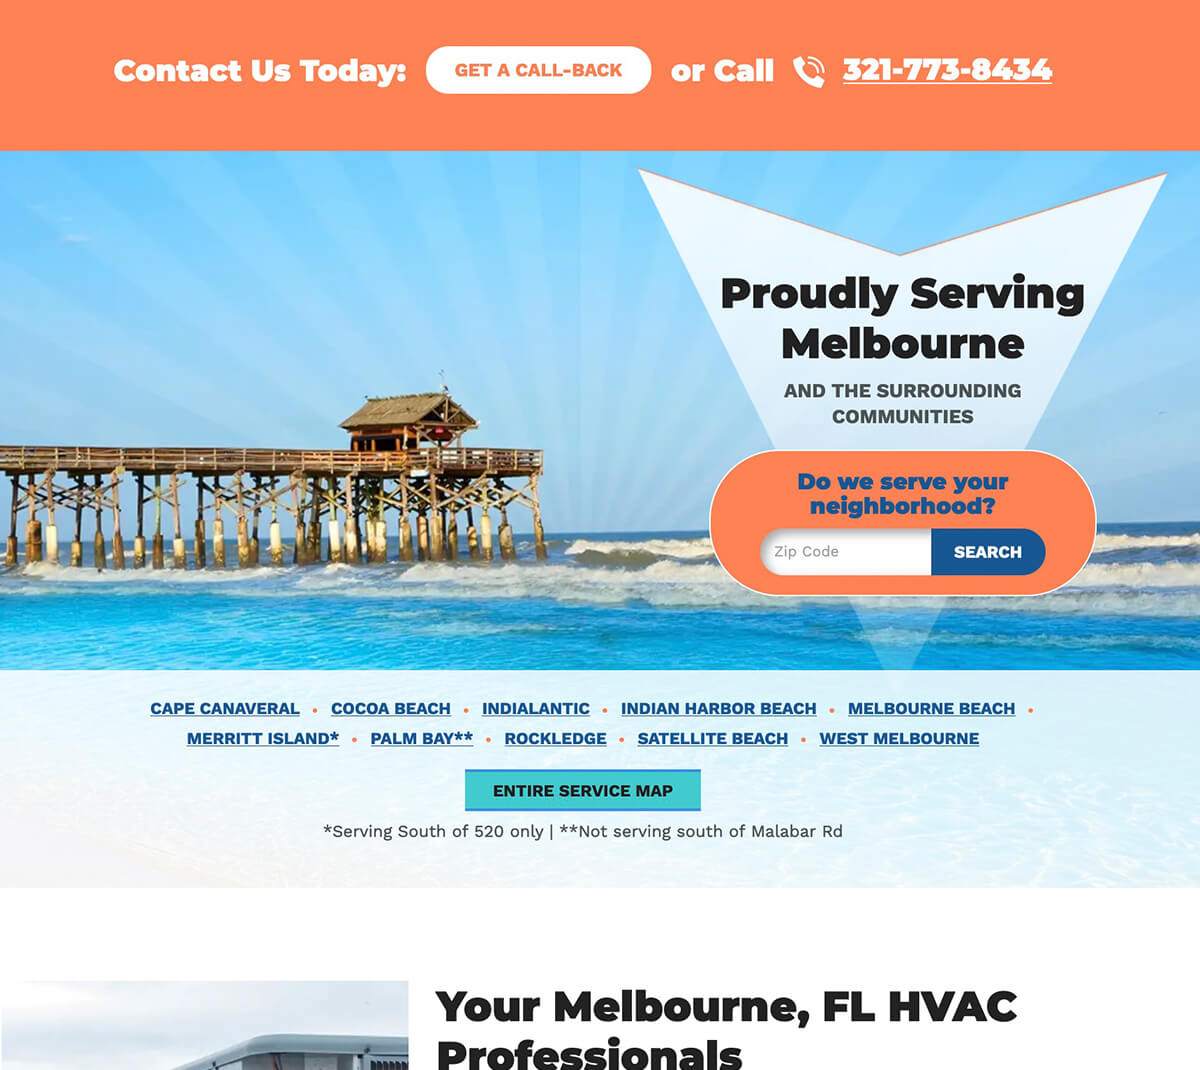 Contact Us Today: GET A CALL-BACK or Call 321-773-8434
Proudly Serving
Melbourne
AND THE SURROUNDING
COMMUNITIES
Do we serve your
neighborhood?
Zip Code SEARCH
CAPE CANAVERAL • COCOA BEACH • INDIALANTIC • INDIAN HARBOR BEACH • MELBOURNE BEACH •
MERRITT ISLAND* • PALM BAY** • ROCKLEDGE • SATELLITE BEACH • WEST MELBOURNE
ENTIRE SERVICE MAP
*Serving South of 520 only | **Not serving south of Malabar Rd
Your Melbourne, FL HVAC
Professionals